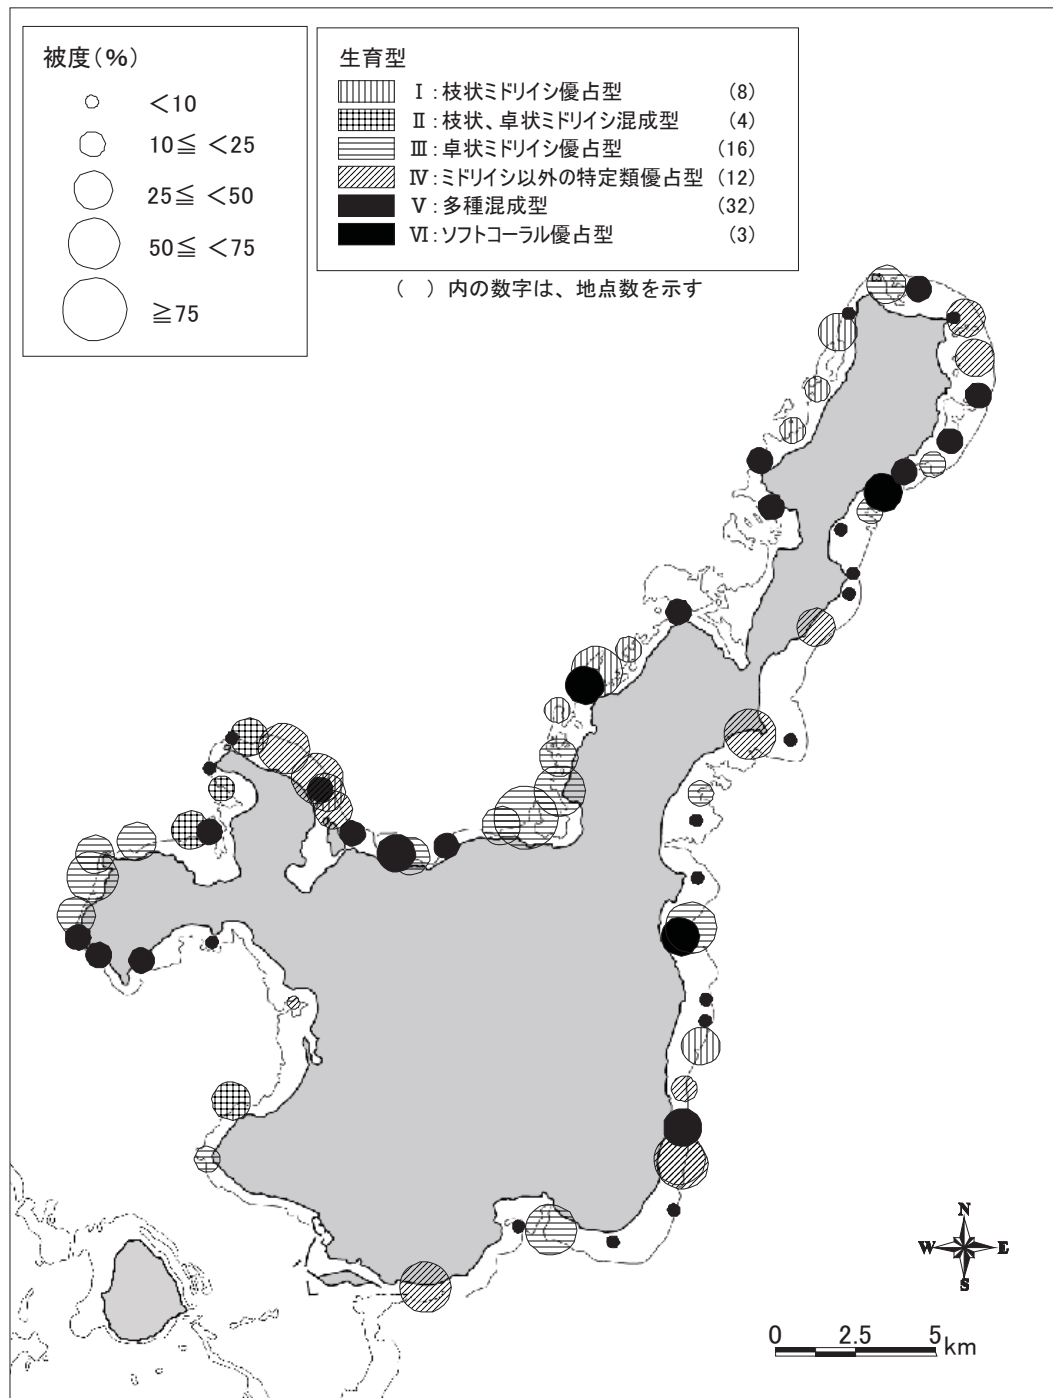 被度(%)
<10
10≦ <25
25≦ <50
50≦ <75
≧75
生育型
Ⅰ:枝状ミドリイシ優占型 (8)
Ⅱ:枝状、卓状ミドリイシ混成型 (4)
Ⅲ:卓状ミドリイシ優占型 (16)
Ⅳ:ミドリイシ以外の特定類優占型 (12)
Ⅴ:多種混成型 (32)
Ⅵ:ソフトコーラル優占型 (3)
( )内の数字は、地点数を示す
N
W E
S
0 2.5 5
km